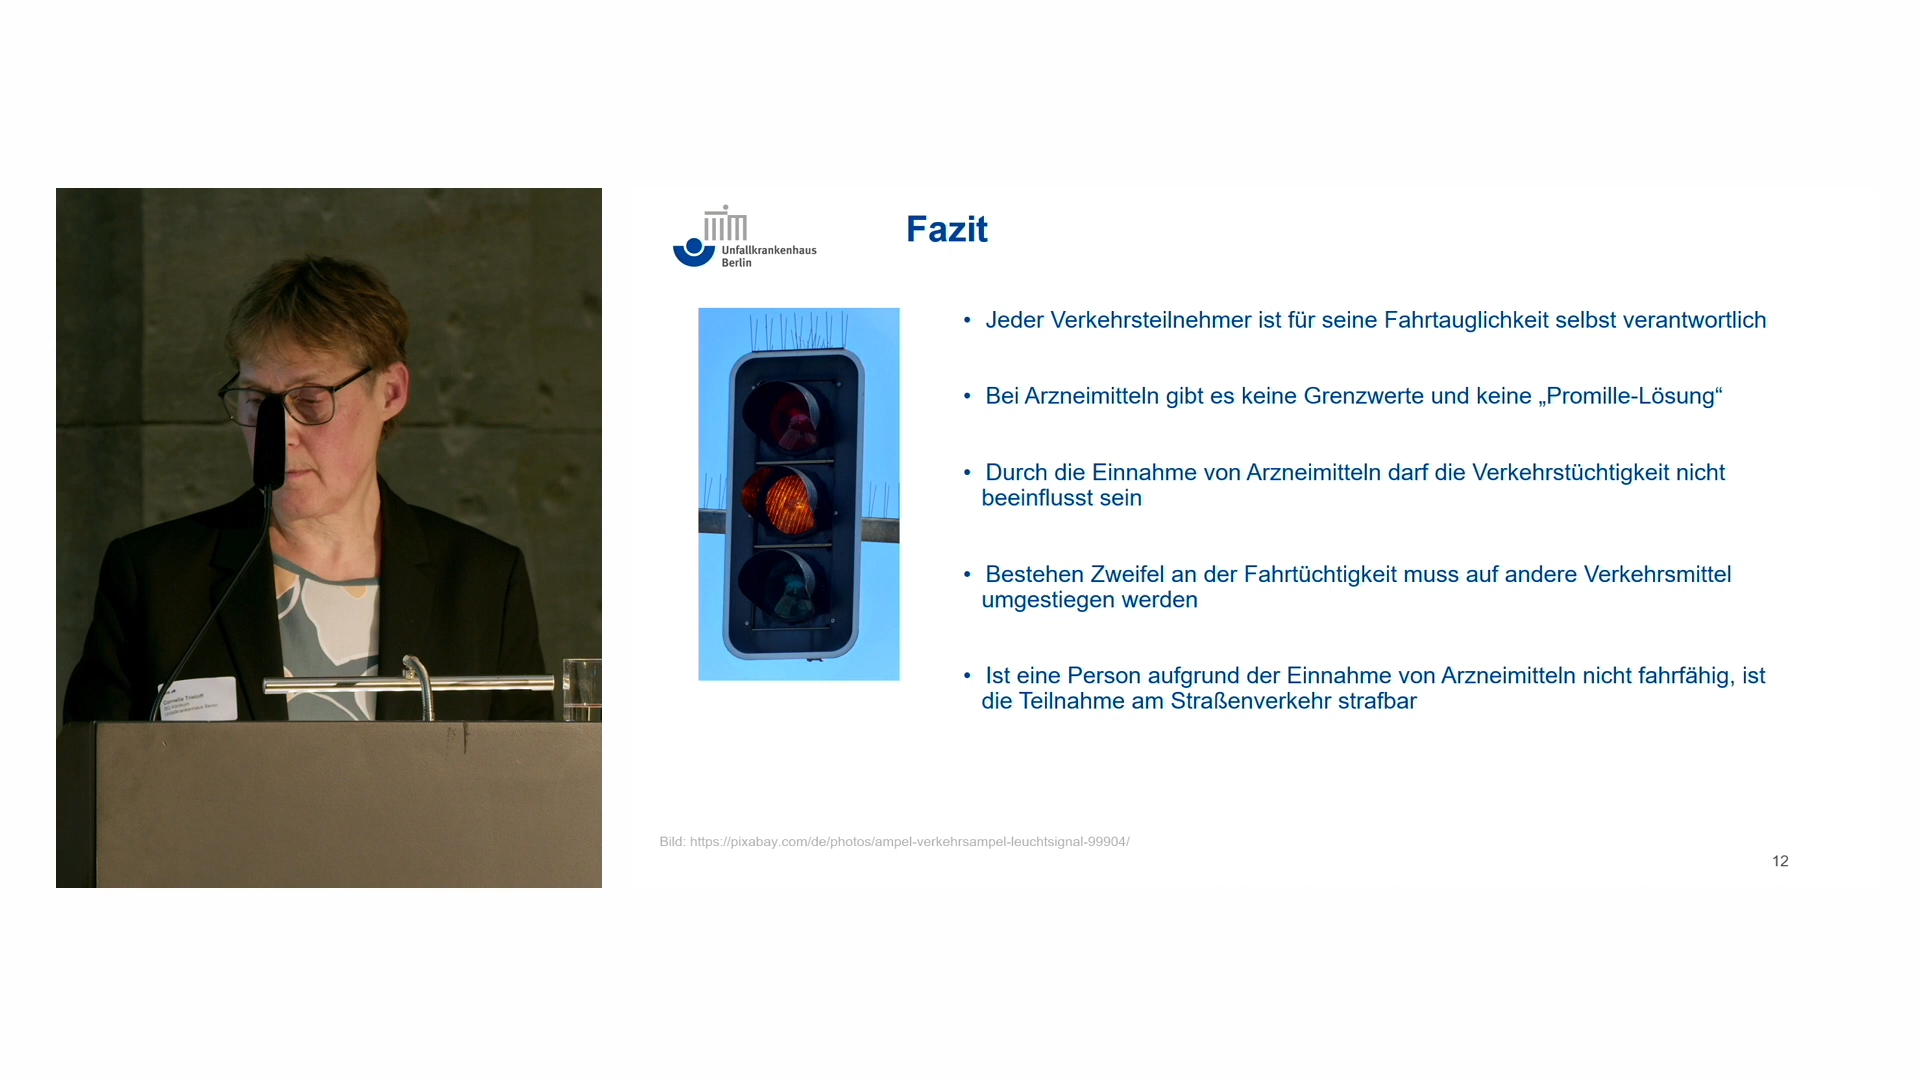 Unfallkrankenhaus
Berlin
Fazit
• Jeder Verkehrsteilnehmer ist für seine Fahrtauglichkeit selbst verantwortlich
• Bei Arzneimitteln gibt es keine Grenzwerte und keine „Promille-Lösung“
• Durch die Einnahme von Arzneimitteln darf die Verkehrstüchtigkeit nicht
beeinflusst sein
• Bestehen Zweifel an der Fahrtüchtigkeit muss auf andere Verkehrsmittel
umgestiegen werden
• Ist eine Person aufgrund der Einnahme von Arzneimitteln nicht fahrfähig, ist
die Teilnahme am Straßenverkehr strafbar
Bild: https://pixabay.com/de/photos/ampel-verkehrsampel-leuchtsignal-99904/
12
Cornelia
Unfallkrankenhaus Berlin